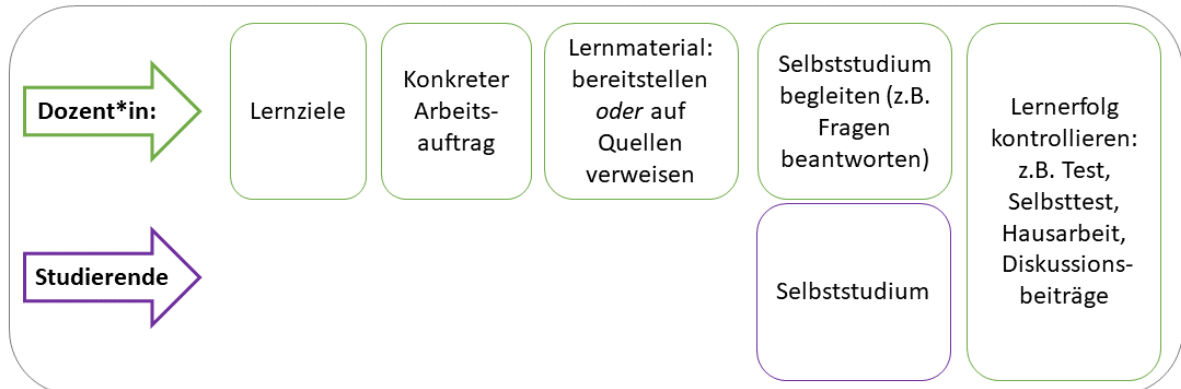 Dozent*in:
Lernziele
Konkreter
Arbeits-
auftrag
Lernmaterial:
bereitstellen
oder auf
Quellen
verweisen
Selbststudium
begleiten (z.B.
Fragen
beantworten)
Lernerfolg
kontrollieren:
z.B. Test,
Selbsttest,
Hausarbeit,
Diskussions-
beiträge
Studierende
Selbststudium